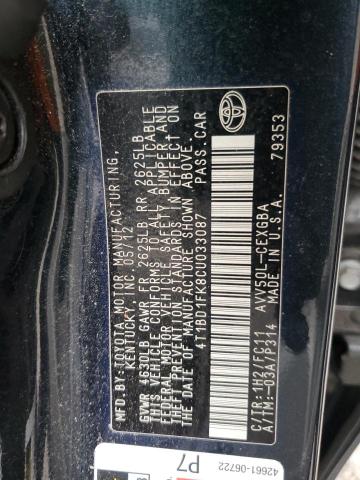 MFD.BY:TOYOTA MOTOR MANUFACTURING,
KENTUCKY, INC. 05/12
GVWR 4630LB GAWR FR 2625LB RR 2625LB
THIS VEHICLE CONFORMS TO ALL APPLICABLE
FEDERAL MOTOR VEHICLE SAFETY, BUMPER, AND
THEFT PREVENTION STANDARDS IN EFFECT ON
THE DATE OF MANUFACTURE SHOWN ABOVE.
4T1BD1FK8CU033087 PASS.CAR
C/TR:1H2/FC11 AVV50L-CEXGBA
A/TM:-03A/P314 MADE IN U.S.A. 79353
42661-06722
P7